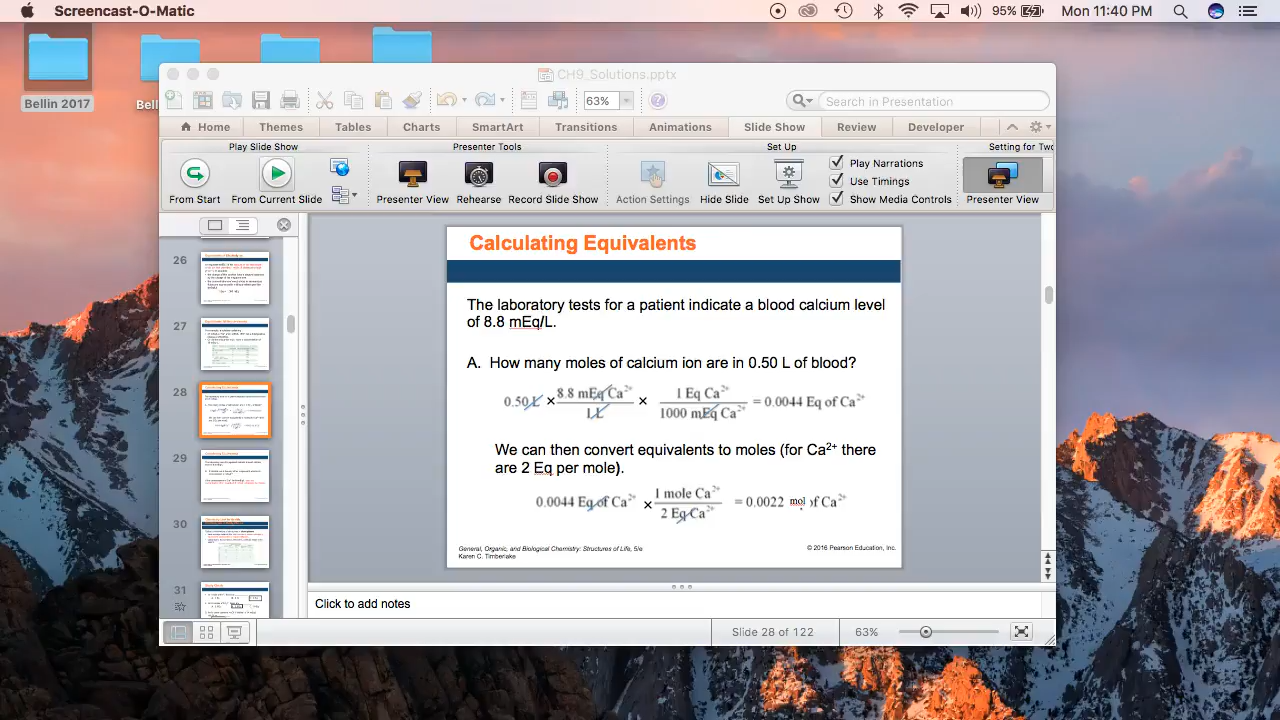 Screencast-O-Matic
95%
Mon 11:40 PM
Bellin 2017
Bell
CH9_Solutions.pptx
63%
Search in Presentation
Home
Themes
Tables
Charts
SmartArt
Transitions
Animations
Slide Show
Review
Developer
Play Slide Show
Presenter Tools
Set Up
Setting for Two
From Start
From Current Slide
Presenter View
Rehearse
Record Slide Show
Action Settings
Hide Slide
Set Up Show
Play Narrations
Use Timings
Show Media Controls
Presenter View
26
27
28
29
30
31
Calculating Equivalents
The laboratory tests for a patient indicate a blood calcium level
of 8.8 mEq/L.
A. How many moles of calcium ion are in 0.50 L of blood?
0.50 L × 8.8 mEq Ca²⁺ / 1 L × 1 Eq Ca²⁺ / 1000 mEq Ca²⁺ = 0.0044 Eq of Ca²⁺
We can then convert equivalents to moles (for Ca²⁺ there
are 2 Eq per mole).
0.0044 Eq of Ca²⁺ × 1 mole Ca²⁺ / 2 Eq Ca²⁺ = 0.0022 mol of Ca²⁺
General, Organic, and Biological Chemistry: Structures of Life, 5/e
Karen C. Timberlake
© 2016 Pearson Education, Inc.
Click to add notes
Slide 28 of 122
63%